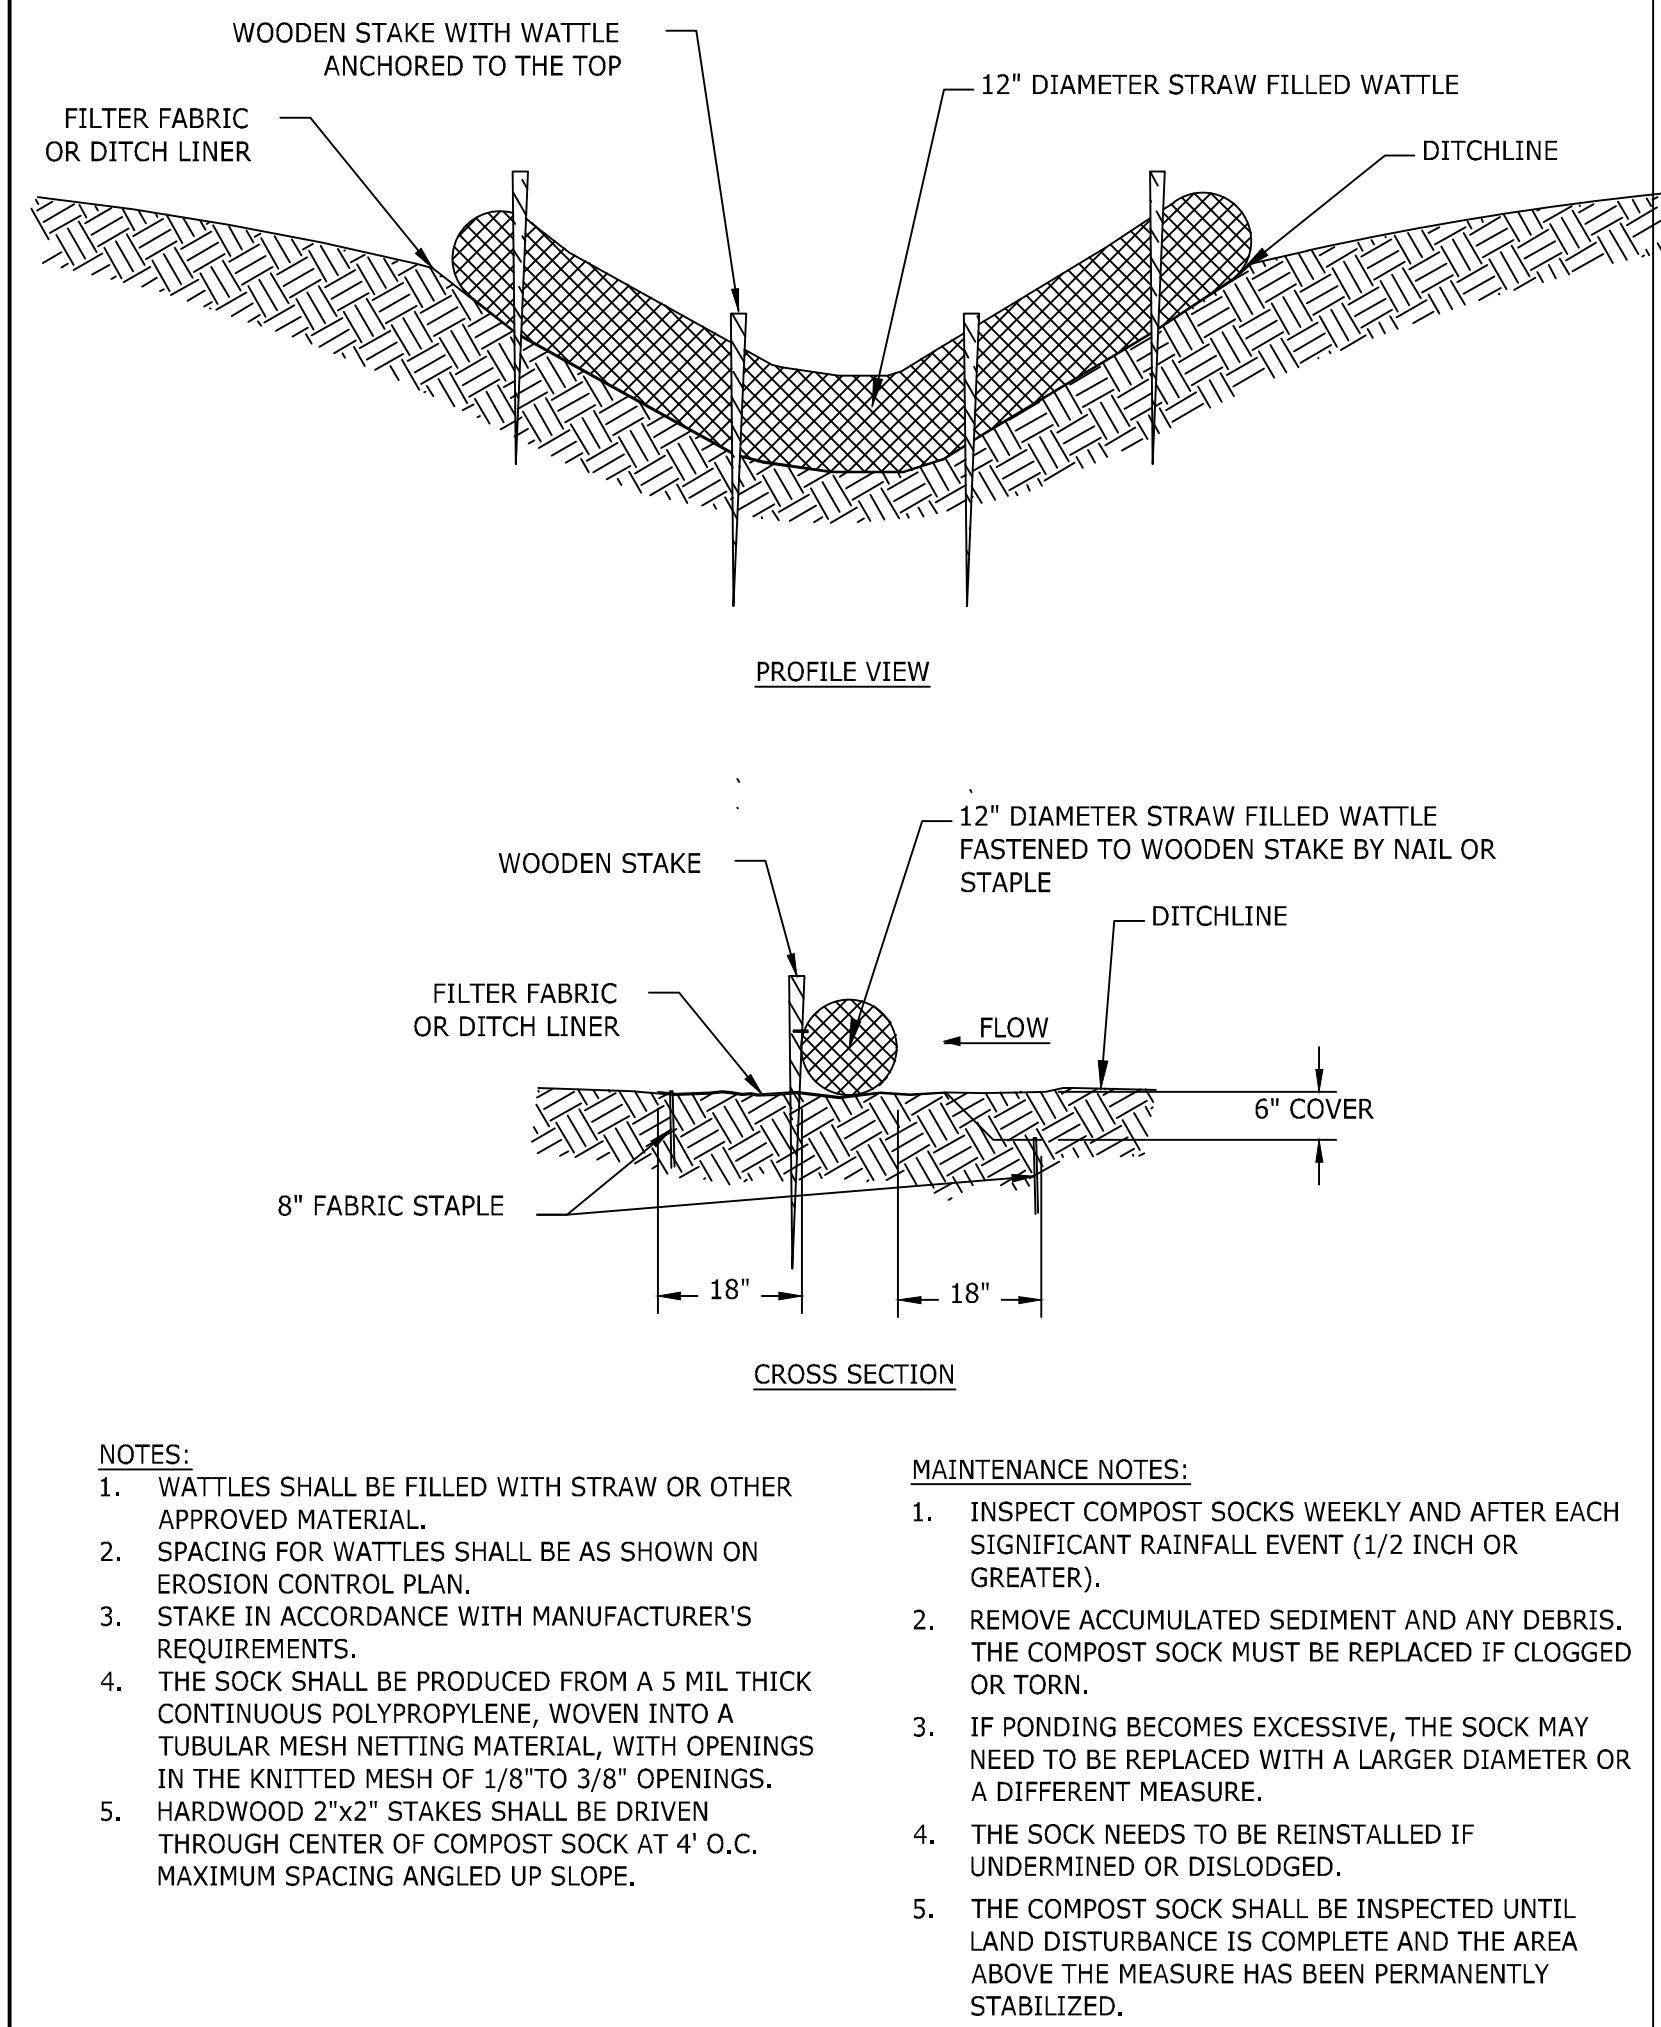 WOODEN STAKE WITH WATTLE
ANCHORED TO THE TOP
12" DIAMETER STRAW FILLED WATTLE
FILTER FABRIC
OR DITCH LINER
DITCHLINE
PROFILE VIEW
12" DIAMETER STRAW FILLED WATTLE
FASTENED TO WOODEN STAKE BY NAIL OR
STAPLE
WOODEN STAKE
DITCHLINE
FILTER FABRIC
OR DITCH LINER
FLOW
6" COVER
8" FABRIC STAPLE
18"
18"
CROSS SECTION
NOTES:
1. WATTLES SHALL BE FILLED WITH STRAW OR OTHER
APPROVED MATERIAL.
2. SPACING FOR WATTLES SHALL BE AS SHOWN ON
EROSION CONTROL PLAN.
3. STAKE IN ACCORDANCE WITH MANUFACTURER'S
REQUIREMENTS.
4. THE SOCK SHALL BE PRODUCED FROM A 5 MIL THICK
CONTINUOUS POLYPROPYLENE, WOVEN INTO A
TUBULAR MESH NETTING MATERIAL, WITH OPENINGS
IN THE KNITTED MESH OF 1/8"TO 3/8" OPENINGS.
5. HARDWOOD 2"x2" STAKES SHALL BE DRIVEN
THROUGH CENTER OF COMPOST SOCK AT 4' O.C.
MAXIMUM SPACING ANGLED UP SLOPE.
MAINTENANCE NOTES:
1. INSPECT COMPOST SOCKS WEEKLY AND AFTER EACH
SIGNIFICANT RAINFALL EVENT (1/2 INCH OR
GREATER).
2. REMOVE ACCUMULATED SEDIMENT AND ANY DEBRIS.
THE COMPOST SOCK MUST BE REPLACED IF CLOGGED
OR TORN.
3. IF PONDING BECOMES EXCESSIVE, THE SOCK MAY
NEED TO BE REPLACED WITH A LARGER DIAMETER OR
A DIFFERENT MEASURE.
4. THE SOCK NEEDS TO BE REINSTALLED IF
UNDERMINED OR DISLODGED.
5. THE COMPOST SOCK SHALL BE INSPECTED UNTIL
LAND DISTURBANCE IS COMPLETE AND THE AREA
ABOVE THE MEASURE HAS BEEN PERMANENTLY
STABILIZED.